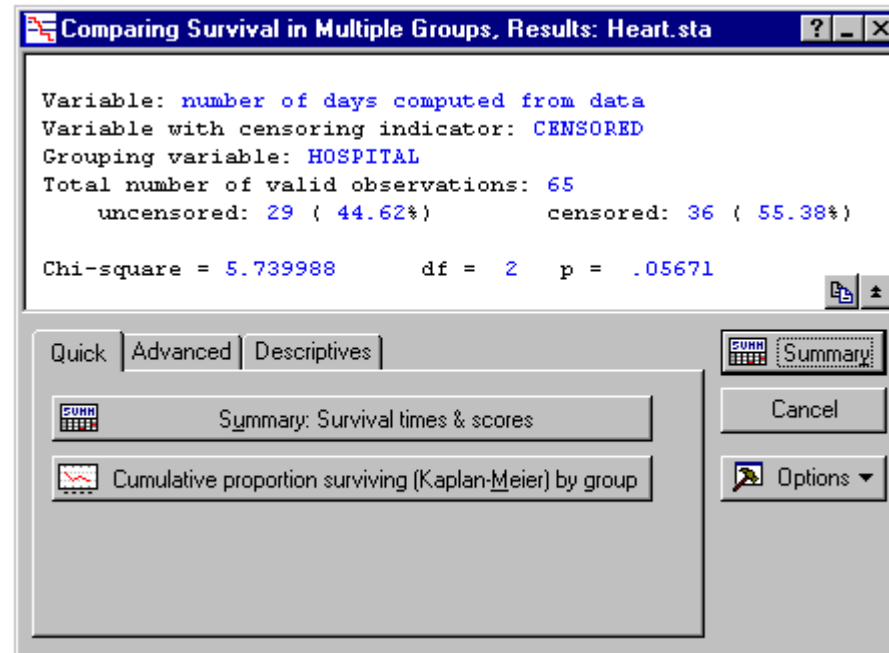 Comparing Survival in Multiple Groups, Results: Heart.sta
Variable: number of days computed from data
Variable with censoring indicator: CENSORED
Grouping variable: HOSPITAL
Total number of valid observations: 65
uncensored: 29 ( 44.62%) censored: 36 ( 55.38%)
Chi-square = 5.739988 df = 2 p = .05671
Quick Advanced Descriptives
SUMM Summary
SUMM Summary: Survival times & scores
Cancel
Cumulative proportion surviving (Kaplan-Meier) by group
Options